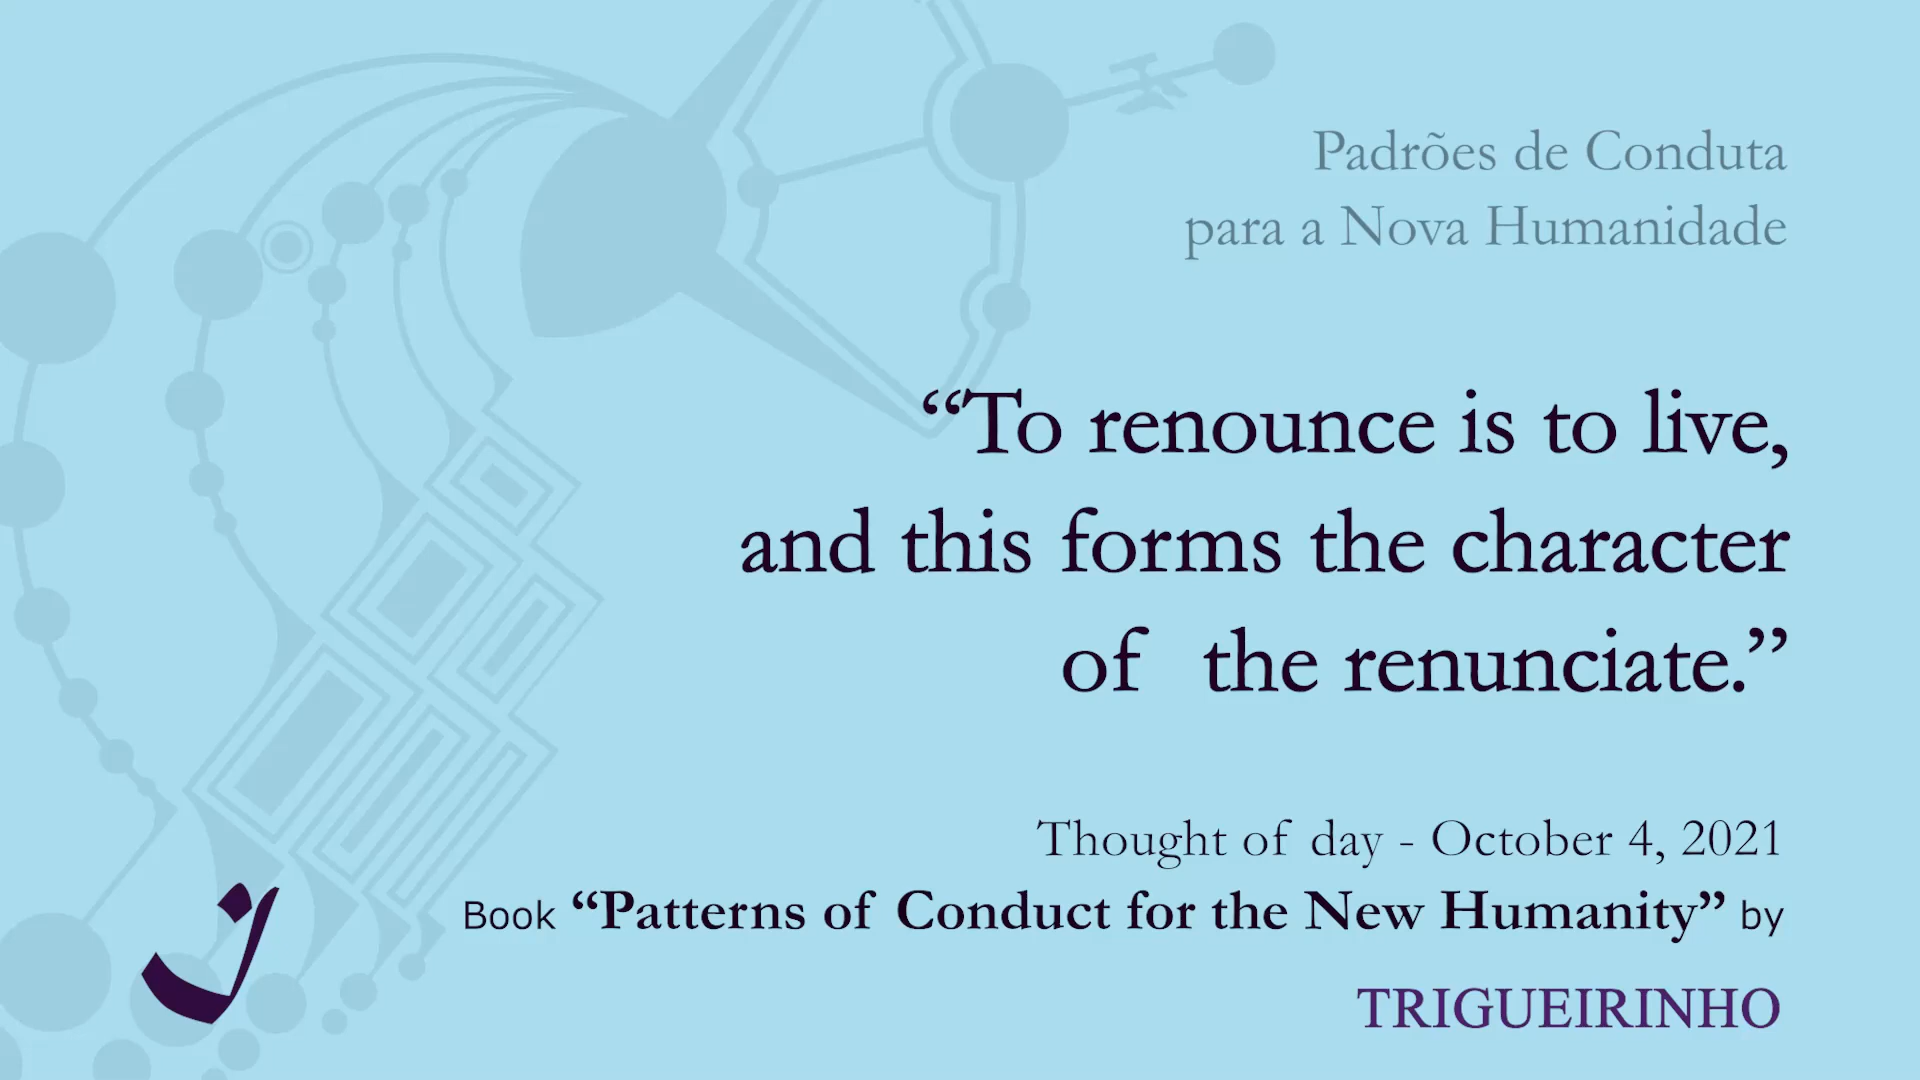 Padrões de Conduta
para a Nova Humanidade
“To renounce is to live,
and this forms the character
of the renunciate.”
Thought of day - October 4, 2021
Book “Patterns of Conduct for the New Humanity” by
TRIGUEIRINHO